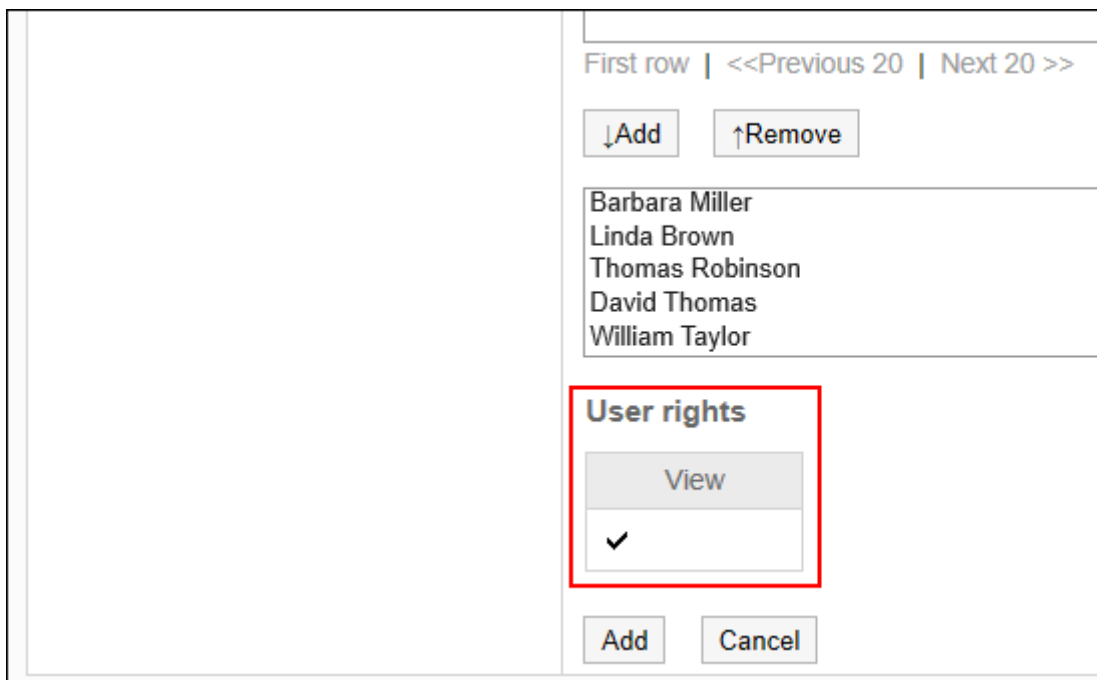 First row | <<Previous 20 | Next 20 >>
↓Add ↑Remove
Barbara Miller
Linda Brown
Thomas Robinson
David Thomas
William Taylor
User rights
View
Add Cancel